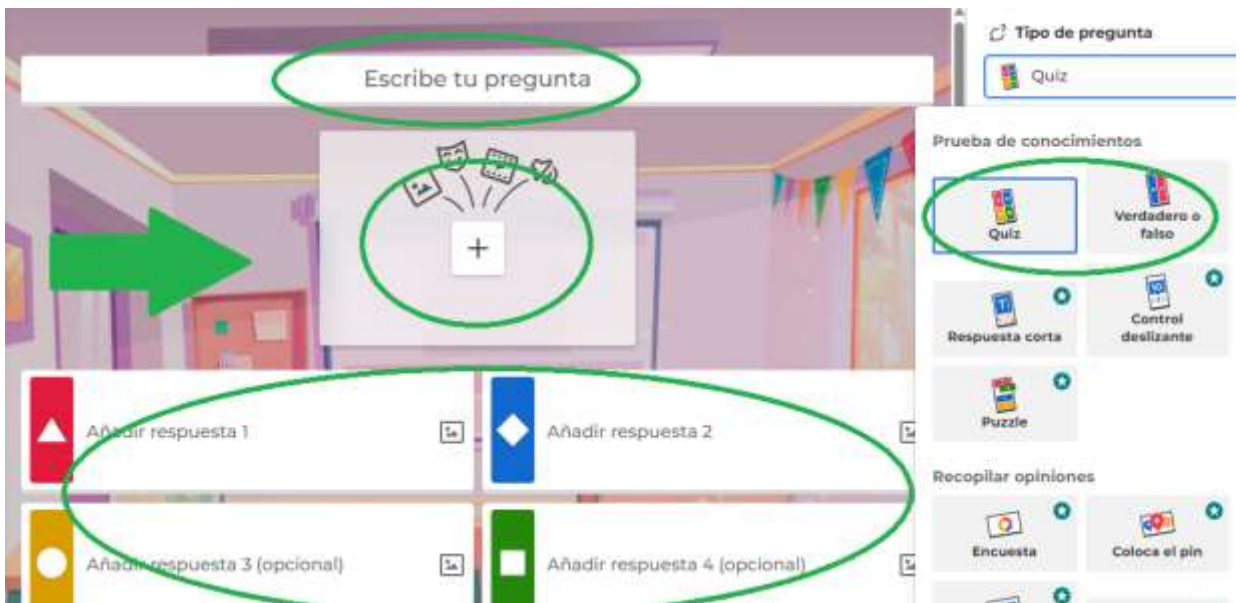 Tipo de pregunta
Escribe tu pregunta
Quiz
Prueba de conocimientos
Quiz
Verdadero o
falso
Respuesta corta
Control
deslizante
Puzzle
Añadir respuesta 1
Añadir respuesta 2
Recopilar opiniones
Encuesta
Coloca el pin
Añadir respuesta 3 (opcional)
Añadir respuesta 4 (opcional)